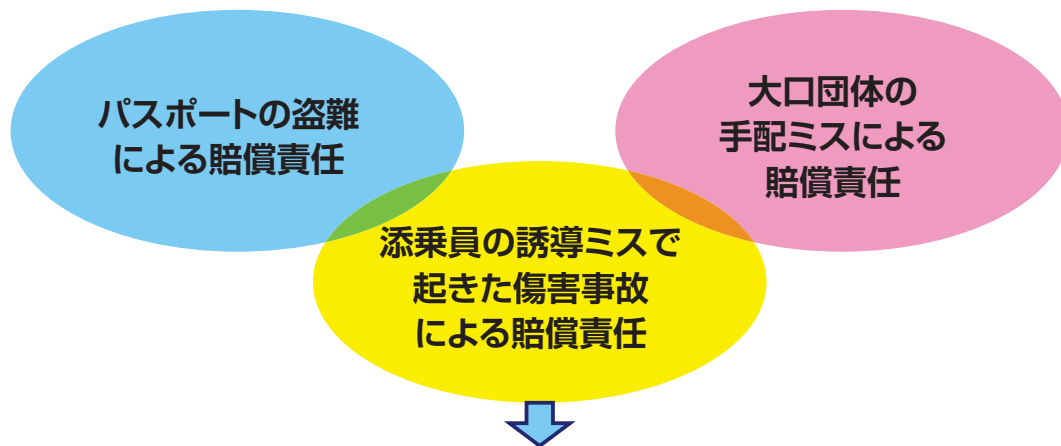 パスポートの盗難
による賠償責任
大口団体の
手配ミスによる
賠償責任
添乗員の誘導ミスで
起きた傷害事故
による賠償責任